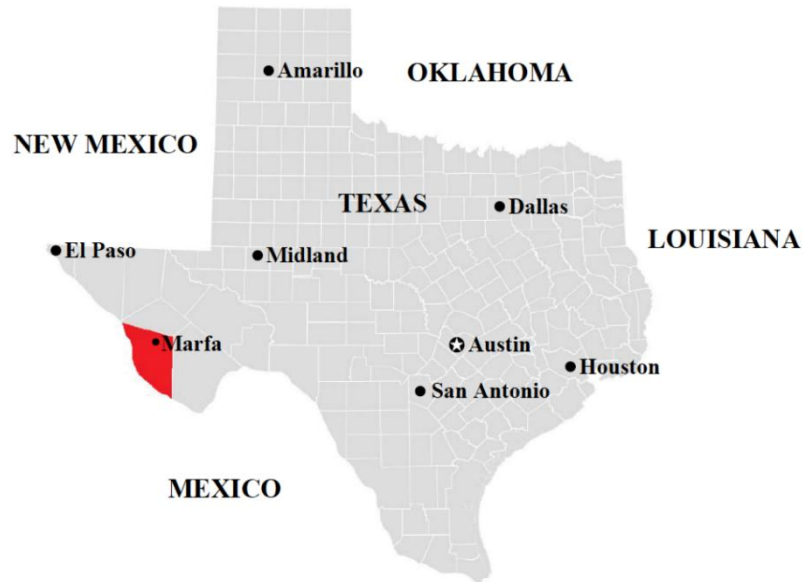 Amarillo
OKLAHOMA
NEW MEXICO
TEXAS
Dallas
El Paso
Midland
LOUISIANA
Marfa
Austin
Houston
San Antonio
MEXICO